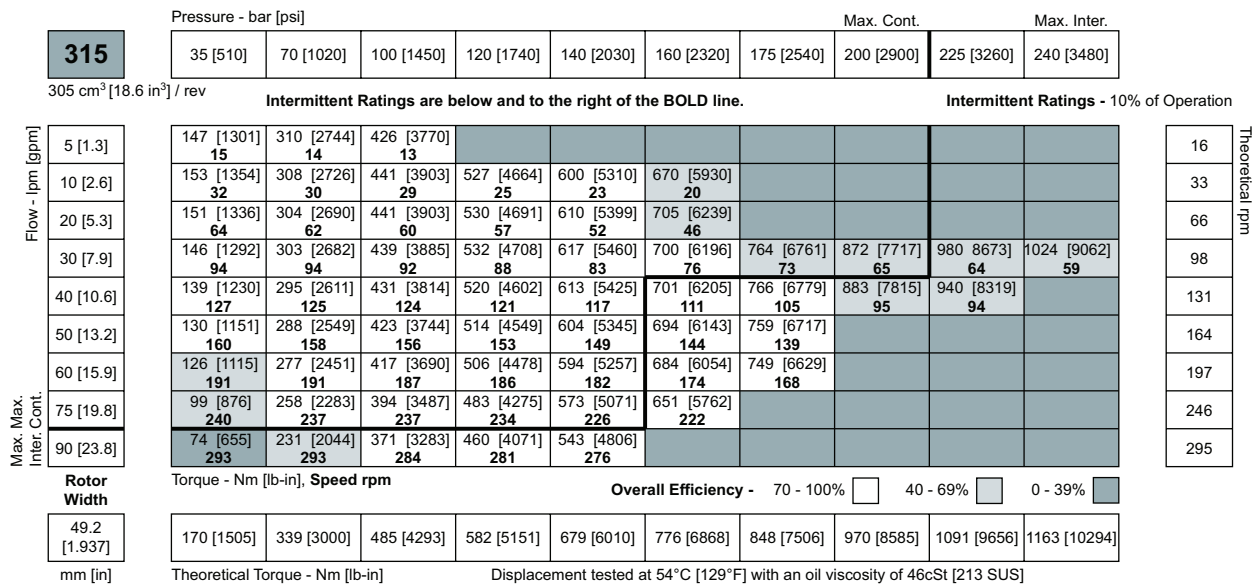 Pressure - bar [psi] Max. Cont. Max. Inter.
315 35 [510] 70 [1020] 100 [1450] 120 [1740] 140 [2030] 160 [2320] 175 [2540] 200 [2900] 225 [3260] 240 [3480]
305 cm³ [18.6 in³] / rev
Intermittent Ratings are below and to the right of the BOLD line. Intermittent Ratings - 10% of Operation
Flow - lpm [gpm]
Max. Max.
Inter. Cont.
Theoretical rpm
5 [1.3] 147 [1301] 310 [2744] 426 [3770] 16
15 14 13
10 [2.6] 153 [1354] 308 [2726] 441 [3903] 527 [4664] 600 [5310] 670 [5930] 33
32 30 29 25 23 20
20 [5.3] 151 [1336] 304 [2690] 441 [3903] 530 [4691] 610 [5399] 705 [6239] 66
64 62 60 57 52 46
30 [7.9] 146 [1292] 303 [2682] 439 [3885] 532 [4708] 617 [5460] 700 [6196] 764 [6761] 872 [7717] 980 8673] 1024 [9062] 98
94 94 92 88 83 76 73 65 64 59
40 [10.6] 139 [1230] 295 [2611] 431 [3814] 520 [4602] 613 [5425] 701 [6205] 766 [6779] 883 [7815] 940 [8319] 131
127 125 124 121 117 111 105 95 94
50 [13.2] 130 [1151] 288 [2549] 423 [3744] 514 [4549] 604 [5345] 694 [6143] 759 [6717] 164
160 158 156 153 149 144 139
60 [15.9] 126 [1115] 277 [2451] 417 [3690] 506 [4478] 594 [5257] 684 [6054] 749 [6629] 197
191 191 187 186 182 174 168
75 [19.8] 99 [876] 258 [2283] 394 [3487] 483 [4275] 573 [5071] 651 [5762] 246
240 237 237 234 226 222
90 [23.8] 74 [655] 231 [2044] 371 [3283] 460 [4071] 543 [4806] 295
293 293 284 281 276
Rotor
Width
Torque - Nm [lb-in], Speed rpm Overall Efficiency - 70 - 100% 40 - 69% 0 - 39%
49.2
[1.937]
170 [1505] 339 [3000] 485 [4293] 582 [5151] 679 [6010] 776 [6868] 848 [7506] 970 [8585] 1091 [9656] 1163 [10294]
mm [in] Theoretical Torque - Nm [lb-in] Displacement tested at 54°C [129°F] with an oil viscosity of 46cSt [213 SUS]